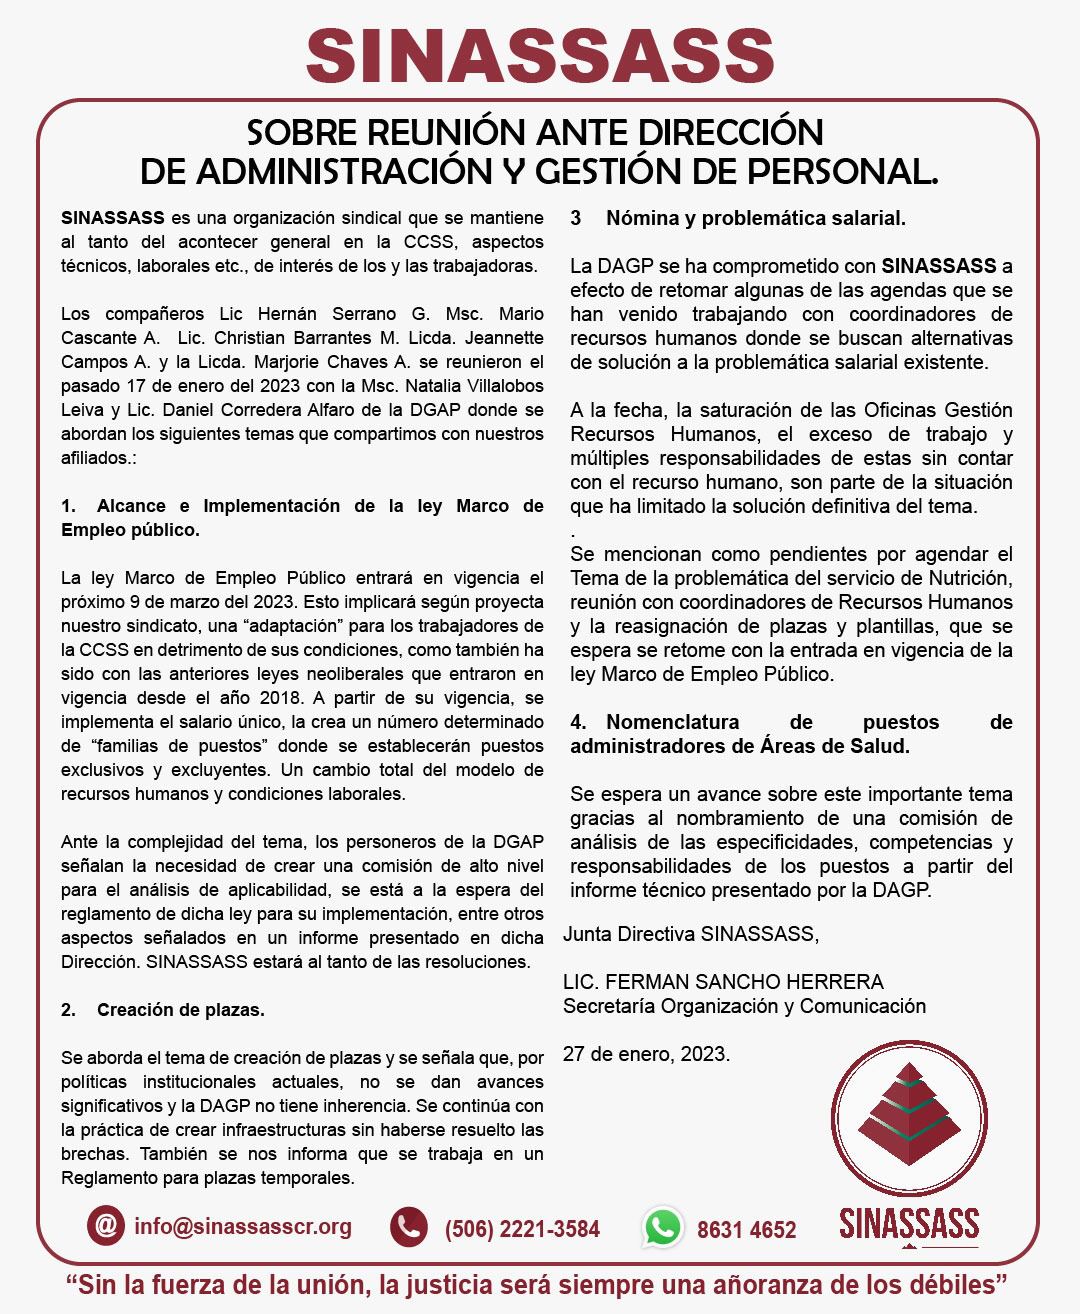 SINASSASS
SOBRE REUNIÓN ANTE DIRECCIÓN
DE ADMINISTRACIÓN Y GESTIÓN DE PERSONAL.
SINASSASS es una organización sindical que se mantiene
al tanto del acontecer general en la CCSS, aspectos
técnicos, laborales etc., de interés de los y las trabajadoras.
Los compañeros Lic Hernán Serrano G. Msc. Mario
Cascante A. Lic. Christian Barrantes M. Licda. Jeannette
Campos A. y la Licda. Marjorie Chaves A. se reunieron el
pasado 17 de enero del 2023 con la Msc. Natalia Villalobos
Leiva y Lic. Daniel Corredera Alfaro de la DGAP donde se
abordan los siguientes temas que compartimos con nuestros
afiliados.:
1. Alcance e Implementación de la ley Marco de
Empleo público.
La ley Marco de Empleo Público entrará en vigencia el
próximo 9 de marzo del 2023. Esto implicará según proyecta
nuestro sindicato, una “adaptación” para los trabajadores de
la CCSS en detrimento de sus condiciones, como también ha
sido con las anteriores leyes neoliberales que entraron en
vigencia desde el año 2018. A partir de su vigencia, se
implementa el salario único, la crea un número determinado
de “familias de puestos” donde se establecerán puestos
exclusivos y excluyentes. Un cambio total del modelo de
recursos humanos y condiciones laborales.
Ante la complejidad del tema, los personeros de la DGAP
señalan la necesidad de crear una comisión de alto nivel
para el análisis de aplicabilidad, se está a la espera del
reglamento de dicha ley para su implementación, entre otros
aspectos señalados en un informe presentado en dicha
Dirección. SINASSASS estará al tanto de las resoluciones.
2. Creación de plazas.
Se aborda el tema de creación de plazas y se señala que, por
políticas institucionales actuales, no se dan avances
significativos y la DAGP no tiene inherencia. Se continúa con
la práctica de crear infraestructuras sin haberse resuelto las
brechas. También se nos informa que se trabaja en un
Reglamento para plazas temporales.
3 Nómina y problemática salarial.
La DAGP se ha comprometido con SINASSASS a
efecto de retomar algunas de las agendas que se
han venido trabajando con coordinadores de
recursos humanos donde se buscan alternativas
de solución a la problemática salarial existente.
A la fecha, la saturación de las Oficinas Gestión
Recursos Humanos, el exceso de trabajo y
múltiples responsabilidades de estas sin contar
con el recurso humano, son parte de la situación
que ha limitado la solución definitiva del tema.
.
Se mencionan como pendientes por agendar el
Tema de la problemática del servicio de Nutrición,
reunión con coordinadores de Recursos Humanos
y la reasignación de plazas y plantillas, que se
espera se retome con la entrada en vigencia de la
ley Marco de Empleo Público.
4. Nomenclatura de puestos de
administradores de Áreas de Salud.
Se espera un avance sobre este importante tema
gracias al nombramiento de una comisión de
análisis de las especificidades, competencias y
responsabilidades de los puestos a partir del
informe técnico presentado por la DAGP.
Junta Directiva SINASSASS,
LIC. FERMAN SANCHO HERRERA
Secretaría Organización y Comunicación
27 de enero, 2023.
SINASSASS
@ info@sinassasscr.org
(506) 2221-3584
8631 4652
“Sin la fuerza de la unión, la justicia será siempre una añoranza de los débiles”